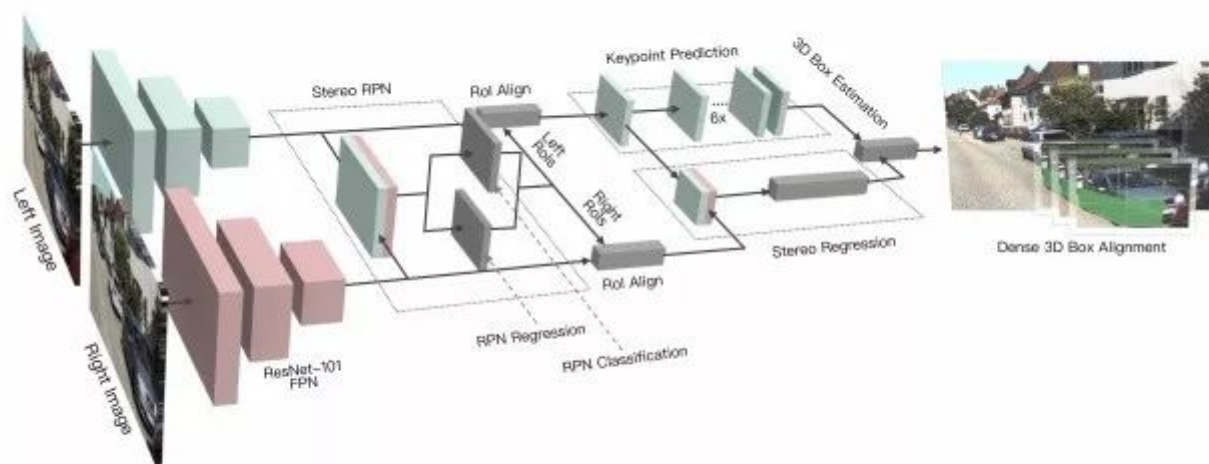 Left Image
Right Image
ResNet-101
FPN
Stereo RPN
RoI Align
Left
RoIs
Right
RoIs
RoI Align
RPN Regression
RPN Classification
Keypoint Prediction
6x
3D Box Estimation
Stereo Regression
Dense 3D Box Alignment